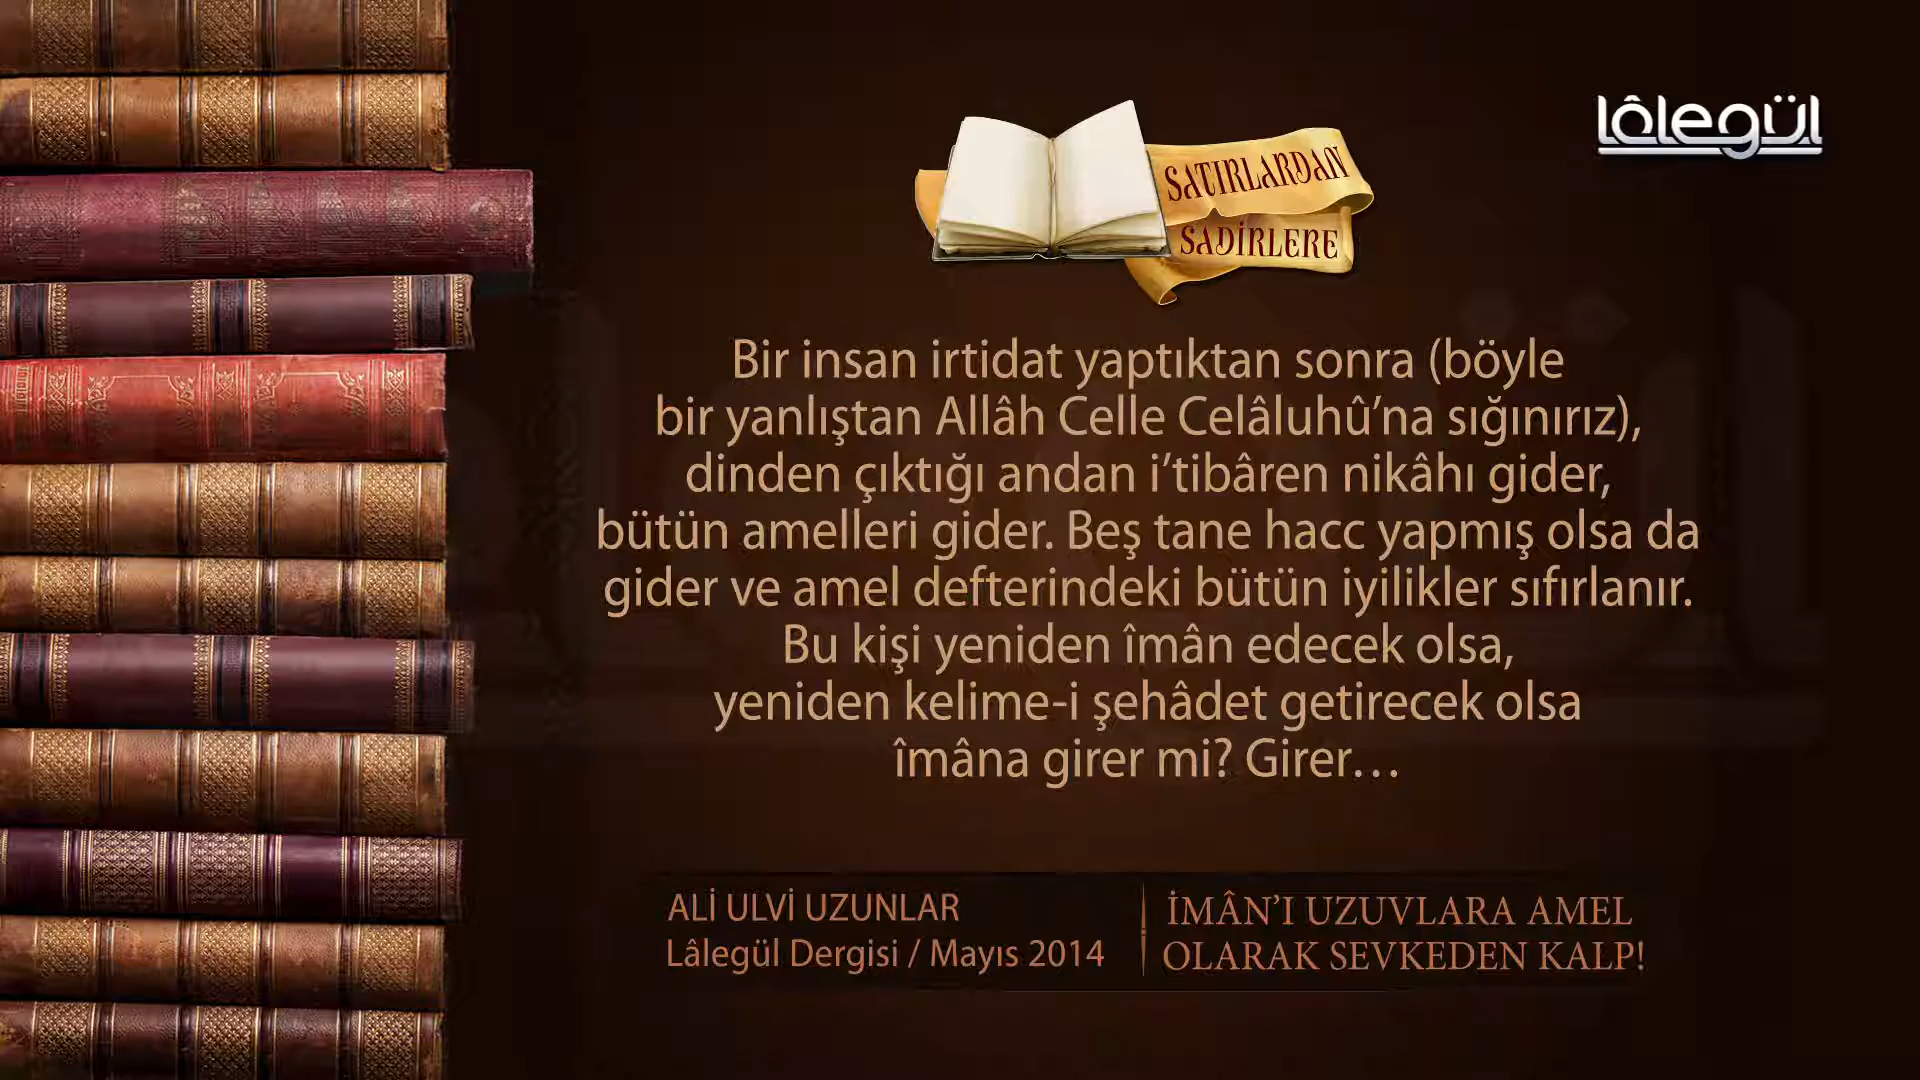 lâlegül
SATIRLARDAN
SADİRLERE
Bir insan irtidat yaptıktan sonra (böyle
bir yanlıştan Allâh Celle Celâluhû’na sığınırız),
dinden çıktığı andan i’tibâren nikâhı gider,
bütün amelleri gider. Beş tane hacc yapmış olsa da
gider ve amel defterindeki bütün iyilikler sıfırlanır.
Bu kişi yeniden îmân edecek olsa,
yeniden kelime-i şehâdet getirecek olsa
îmâna girer mi? Girer…
ALİ ULVİ UZUNLAR
Lâlegül Dergisi / Mayıs 2014
İMÂN’I UZUVLARA AMEL
OLARAK SEVKEDEN KALP!